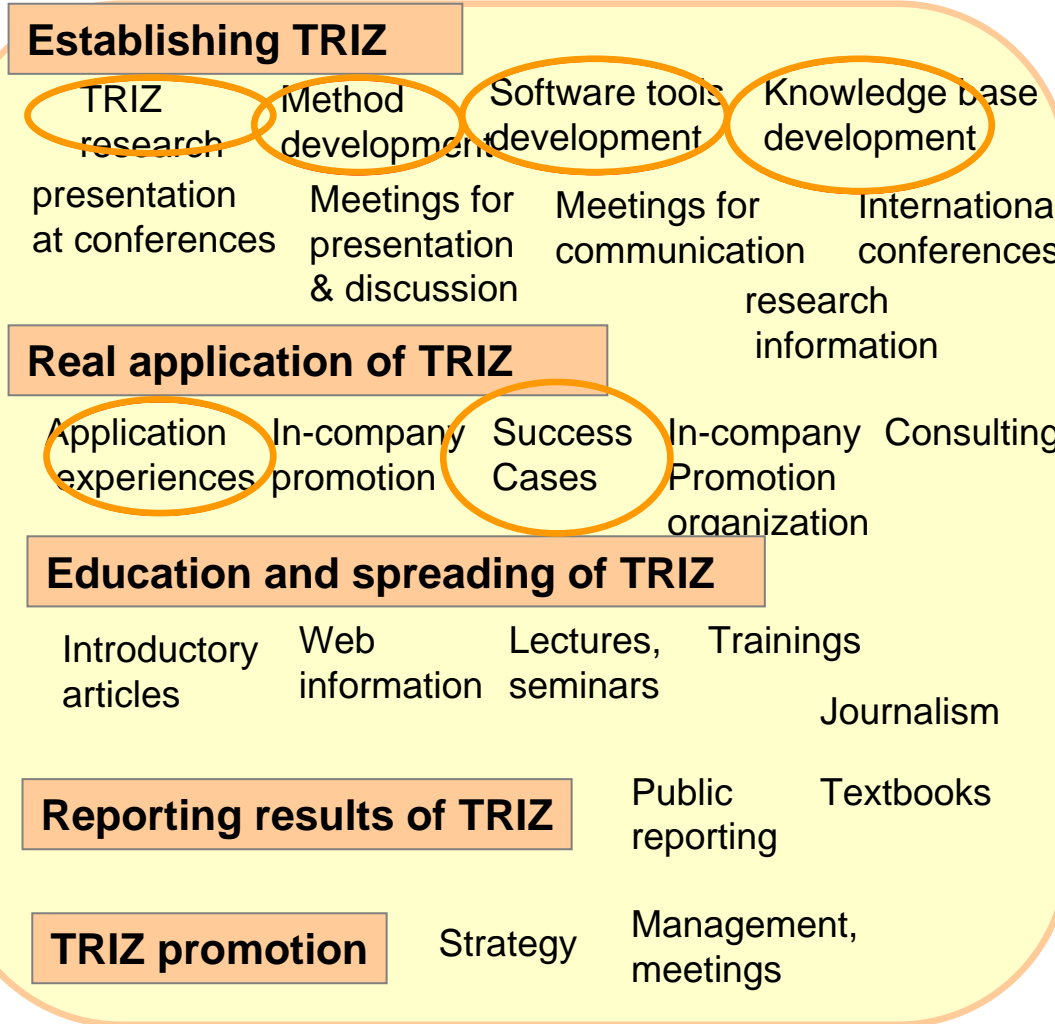 Establishing TRIZ
TRIZ
research
Method
development
Software tools
development
Knowledge base
development
presentation
at conferences
Meetings for
presentation
& discussion
Meetings for
communication
Internationa
conferences
research
information
Real application of TRIZ
Application
experiences
In-company
promotion
Success
Cases
In-company
Promotion
organization
Consulting
Education and spreading of TRIZ
Introductory
articles
Web
information
Lectures,
seminars
Trainings
Journalism
Reporting results of TRIZ
Public
reporting
Textbooks
TRIZ promotion
Strategy
Management,
meetings